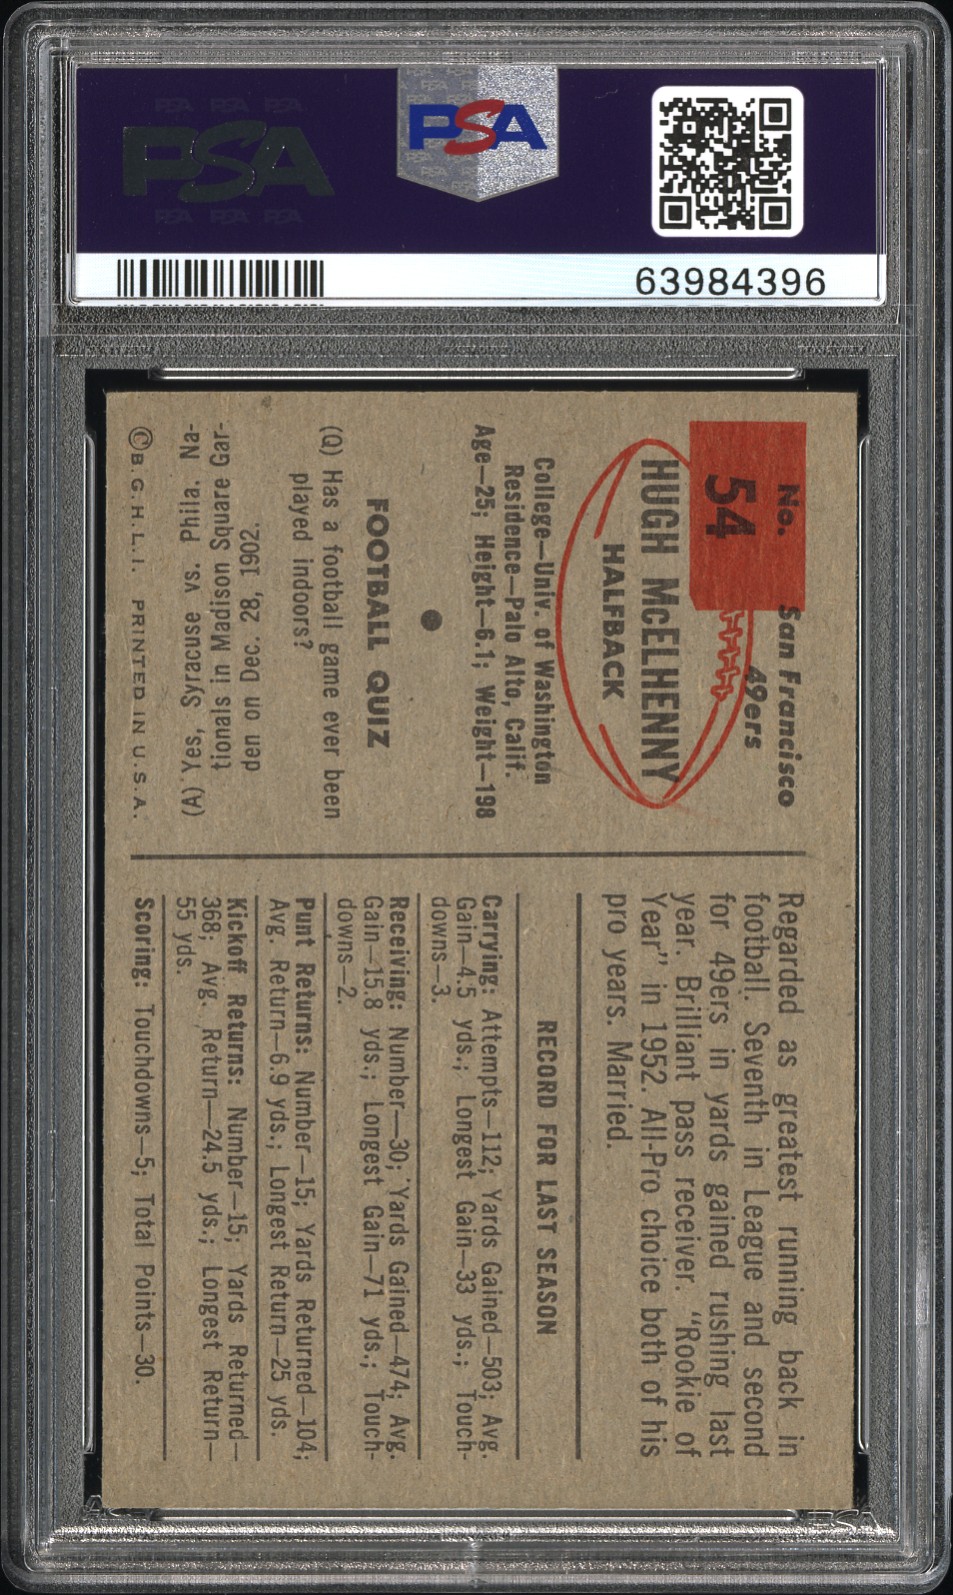 PSA PSA PSA
PSA
PSA PSA PSA
PSA
63984396
No.
54
San Francisco
49ers
HUGH McELHENNY
HALFBACK
College—Univ. of Washington
Residence—Palo Alto, Calif.
Age—25; Height—6.1; Weight—198
FOOTBALL QUIZ
(Q) Has a football game ever been
played indoors?
(A) Yes, Syracuse vs. Phila. Na-
tionals in Madison Square Gar-
den on Dec. 28, 1902.
©B.G.H.L.I. PRINTED IN U.S.A.
Regarded as greatest running back in
football. Seventh in League and second
for 49ers in yards gained rushing last
year. Brilliant pass receiver. "Rookie of
Year" in 1952. All-Pro choice both of his
pro years. Married.
RECORD FOR LAST SEASON
Carrying: Attempts—112; Yards Gained—503; Avg.
Gain—4.5 yds.; Longest Gain—33 yds.; Touch-
downs—3.
Receiving: Number—30; Yards Gained—474; Avg.
Gain—15.8 yds.; Longest Gain—71 yds.; Touch-
downs—2.
Punt Returns: Number—15; Yards Returned—104;
Avg. Return—6.9 yds.; Longest Return—25 yds.
Kickoff Returns: Number—15; Yards Returned—
368; Avg. Return—24.5 yds.; Longest Return—
55 yds.
Scoring: Touchdowns—5; Total Points—30.
PSA